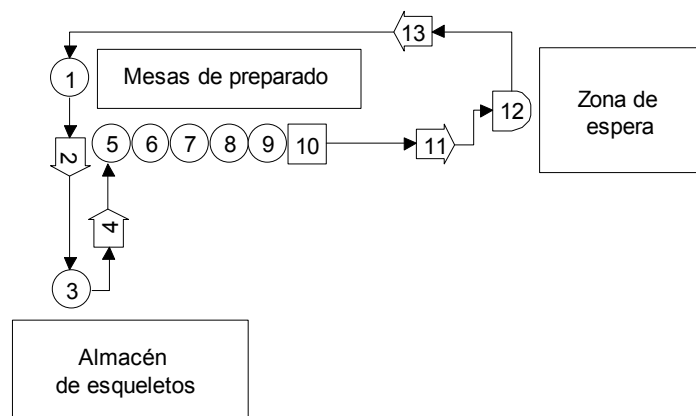 13
1
Mesas de preparado
12
Zona de
espera
2
5 6 7 8 9 10
11
4
3
Almacén
de esqueletos